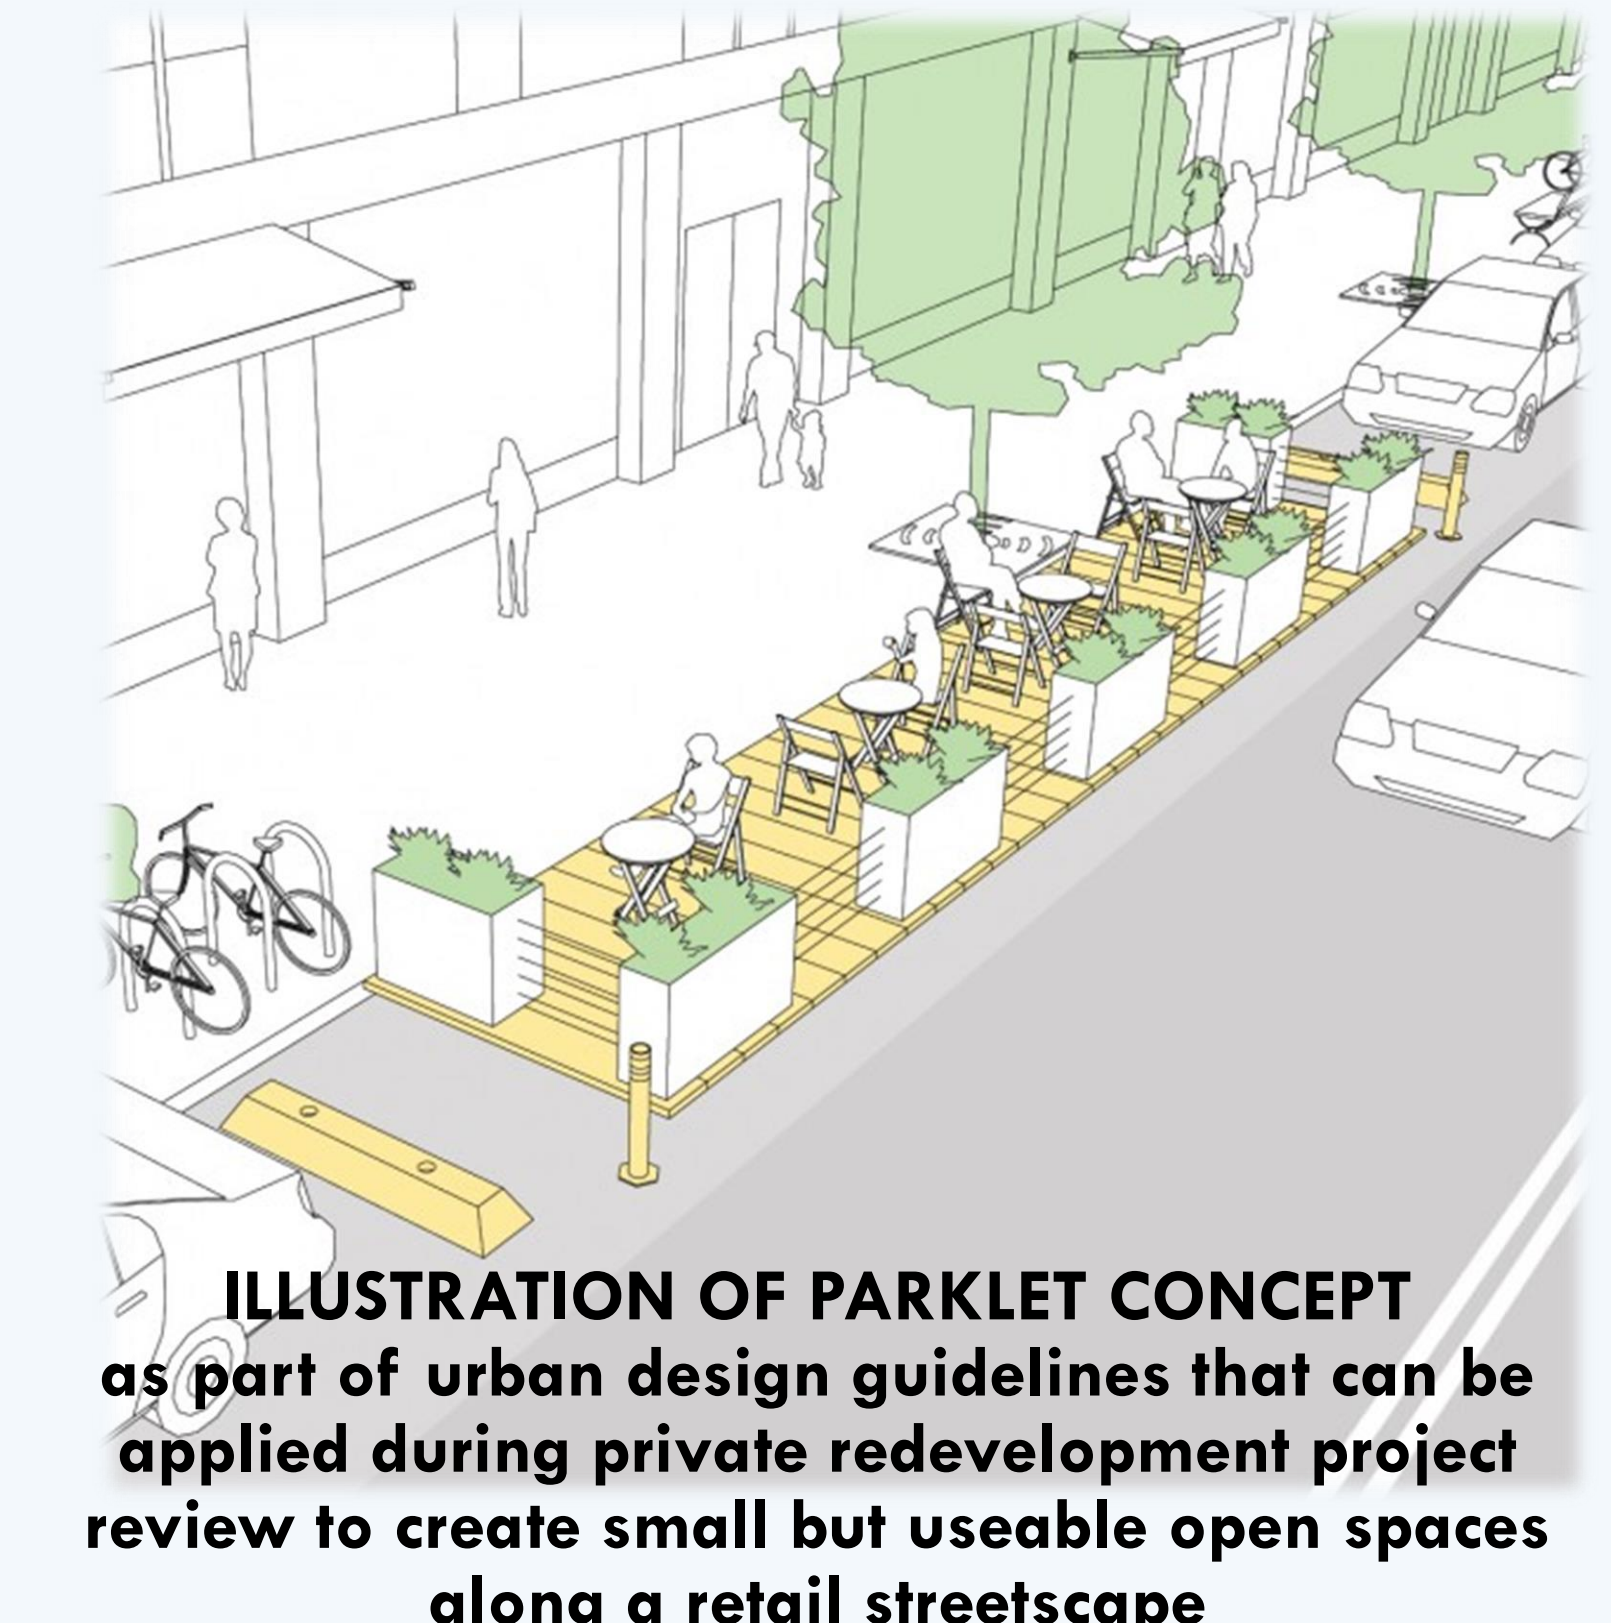 ILLUSTRATION OF PARKLET CONCEPT
as part of urban design guidelines that can be
applied during private redevelopment project
review to create small but useable open spaces
along a retail streetscape